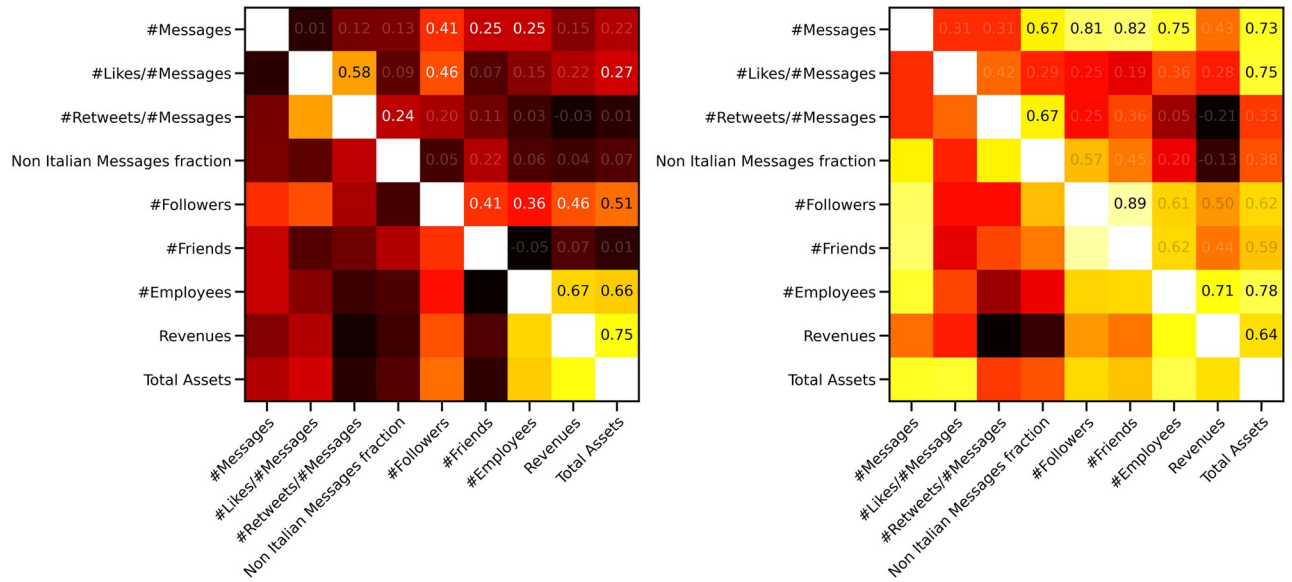 #Messages 0.01 0.12 0.13 0.41 0.25 0.25 0.15 0.22
#Likes/#Messages 0.58 0.09 0.46 0.07 0.15 0.22 0.27
#Retweets/#Messages 0.24 0.20 0.11 0.03 -0.03 0.01
Non Italian Messages fraction 0.05 0.22 0.06 0.04 0.07
#Followers 0.41 0.36 0.46 0.51
#Friends -0.05 0.07 0.01
#Employees 0.67 0.66
Revenues 0.75
Total Assets
#Messages
#Likes/#Messages
#Retweets/#Messages
Non Italian Messages fraction
#Followers
#Friends
#Employees
Revenues
Total Assets
#Messages 0.31 0.31 0.67 0.81 0.82 0.75 0.43 0.73
#Likes/#Messages 0.42 0.29 0.25 0.19 0.36 0.28 0.75
#Retweets/#Messages 0.67 0.25 0.36 0.05 -0.21 0.33
Non Italian Messages fraction 0.57 0.45 0.20 -0.13 0.38
#Followers 0.89 0.61 0.50 0.62
#Friends 0.62 0.44 0.59
#Employees 0.71 0.78
Revenues 0.64
Total Assets
#Messages
#Likes/#Messages
#Retweets/#Messages
Non Italian Messages fraction
#Followers
#Friends
#Employees
Revenues
Total Assets